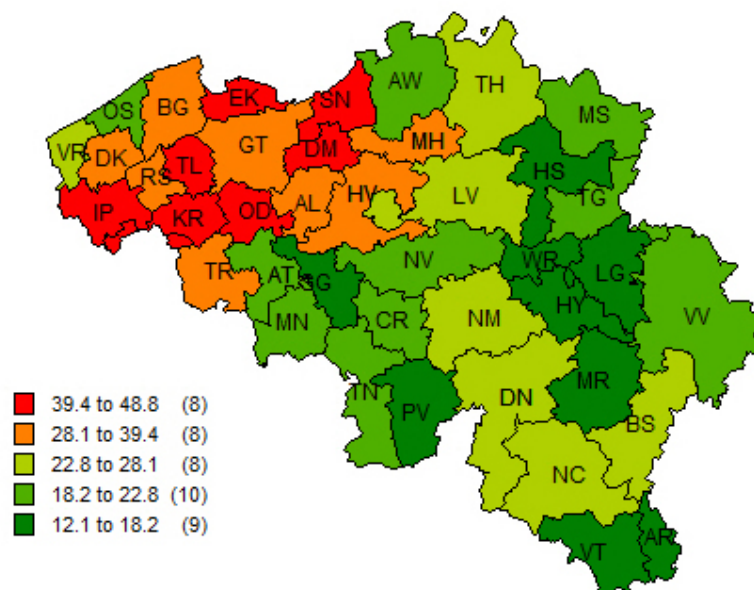 AW
TH
OS
BG
EK
SN
MS
VR
DK
GT
DM
MH
HS
RS
TL
IP
KR
OD
AL
HV
LV
TG
TR
AT
SG
NV
WR
LG
MN
CR
NM
HY
VV
TN
PV
DN
MR
BS
NC
VT
AR
39.4 to 48.8 (8)
28.1 to 39.4 (8)
22.8 to 28.1 (8)
18.2 to 22.8 (10)
12.1 to 18.2 (9)